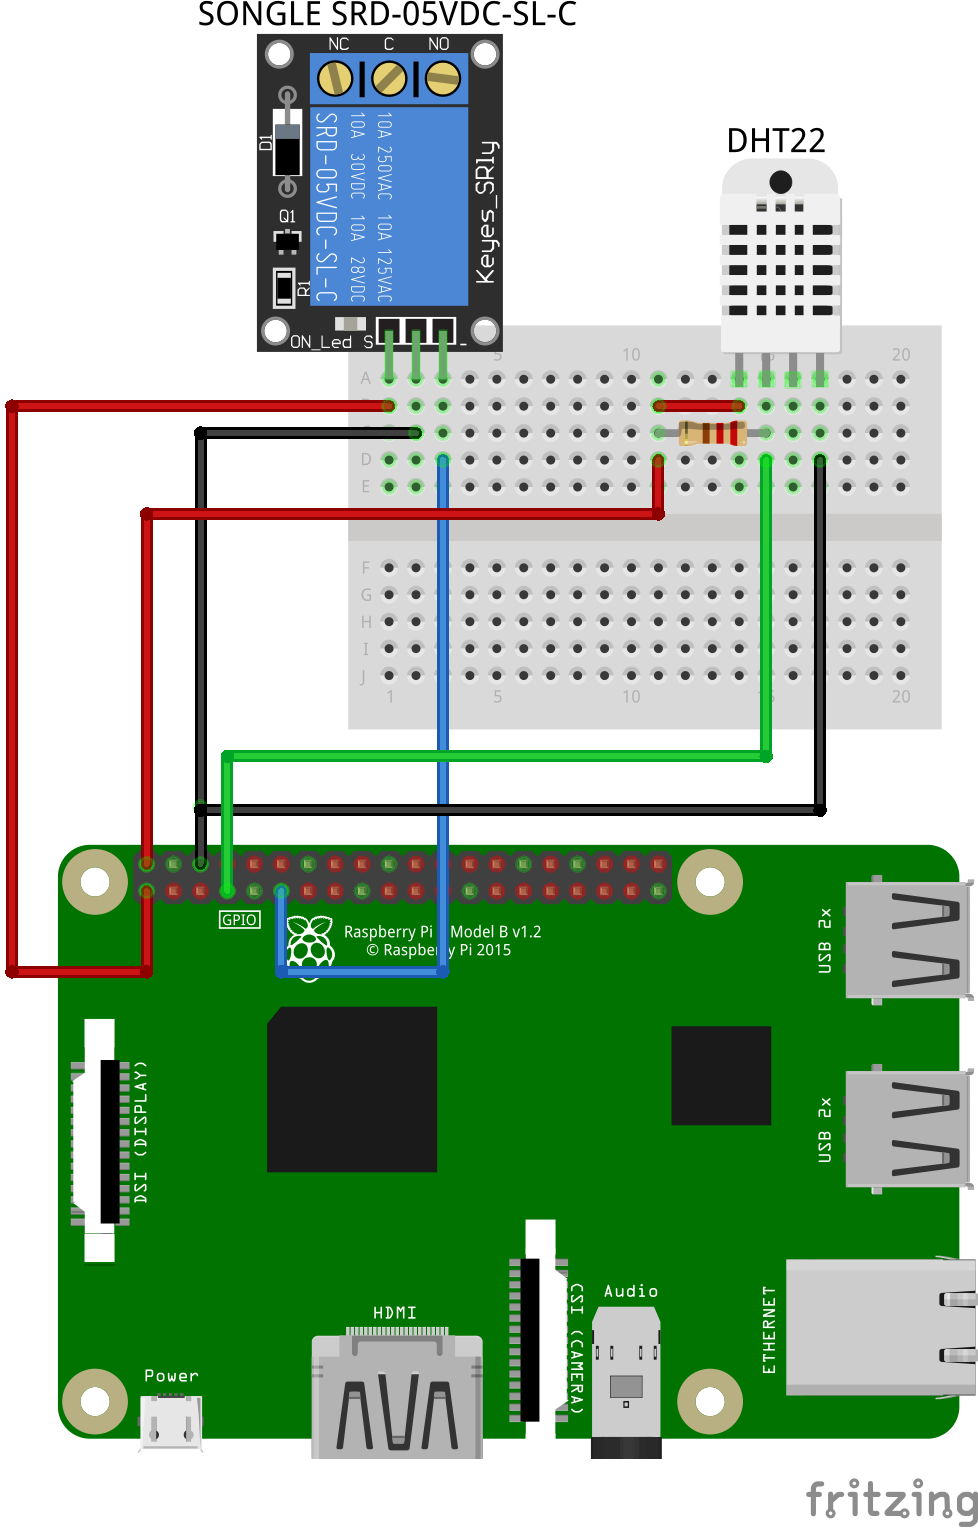 SONGLE SRD-05VDC-SL-C
NC C NO
D1
Q1
R1
SRD-05VDC-SL-C
10A 30VDC 10A 28VDC
10A 250VAC 10A 125VAC
Keyes_SRly
ON_Led S -
DHT22
5 10 15 20
A
B
C
D
E
F
G
H
I
J
1 5 10 20
GPIO
Raspberry Pi Model B v1.2
© Raspberry Pi 2015
USB 2x
USB 2x
DSI (DISPLAY)
CSI (CAMERA)
Audio
ETHERNET
HDMI
Power
fritzing